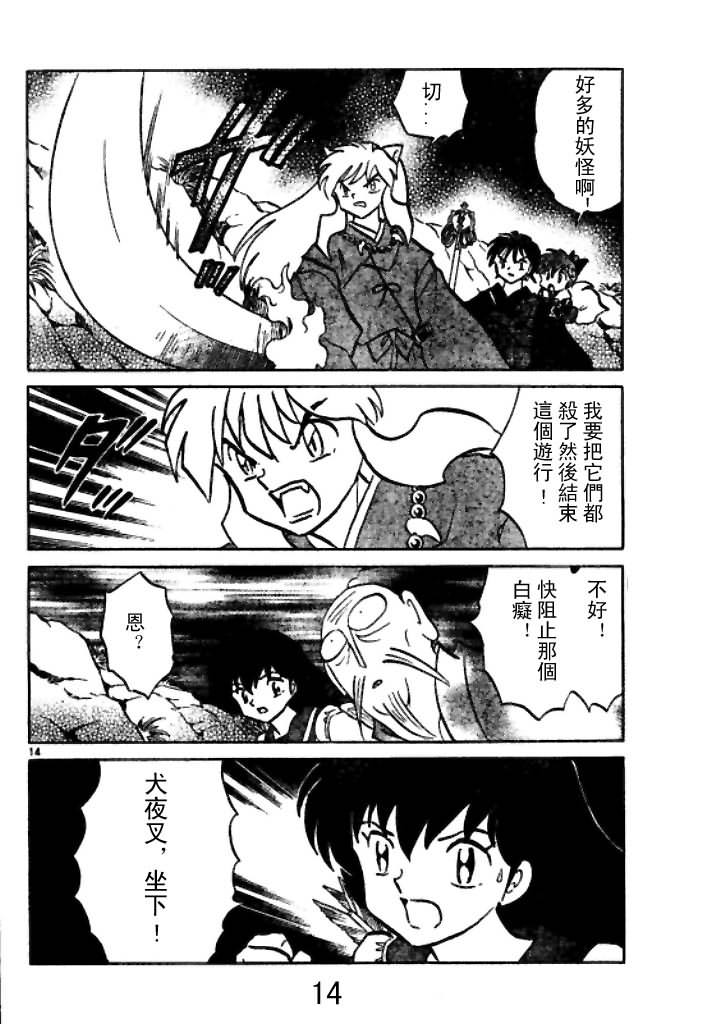 好多的妖怪啊！
切…
我要把它們都
殺了然後結束
這個遊行！
不好！
快阻止那個
白癡！
恩？
14
犬夜叉，坐下！
14